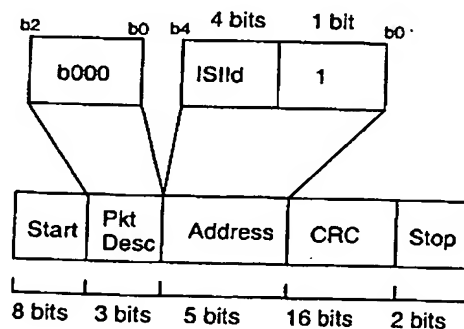 4 bits 1 bit
b2 b0 b4 b0
b000 ISIId 1
Start Pkt Desc Address CRC Stop
8 bits 3 bits 5 bits 16 bits 2 bits